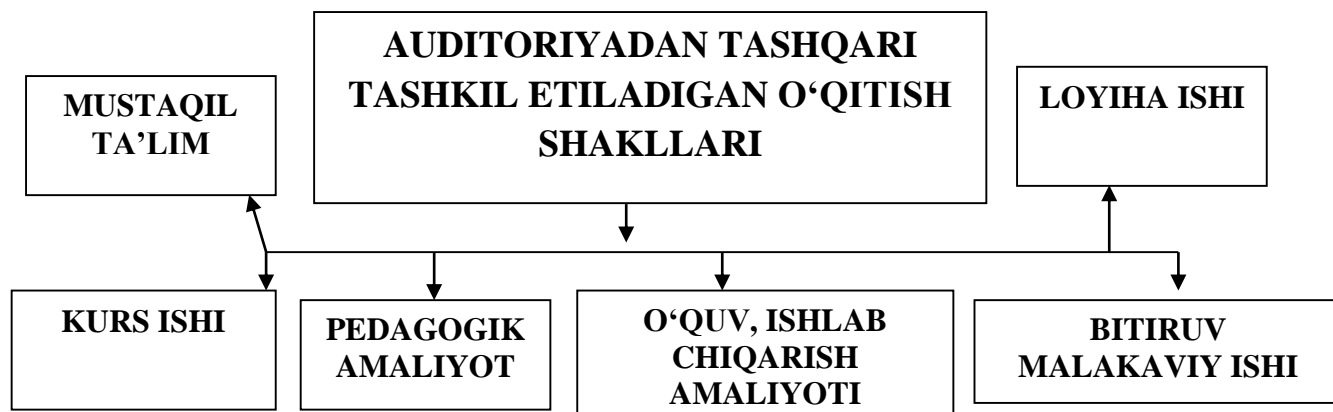 AUDITORIYADAN TASHQARI
TASHKIL ETILADIGAN O‘QITISH
SHAKLLARI
MUSTAQIL
TA’LIM
LOYIHA ISHI
KURS ISHI
PEDAGOGIK
AMALIYOT
O‘QUV, ISHLAB
CHIQARISH
AMALIYOTI
BITIRUV
MALAKAVIY ISHI